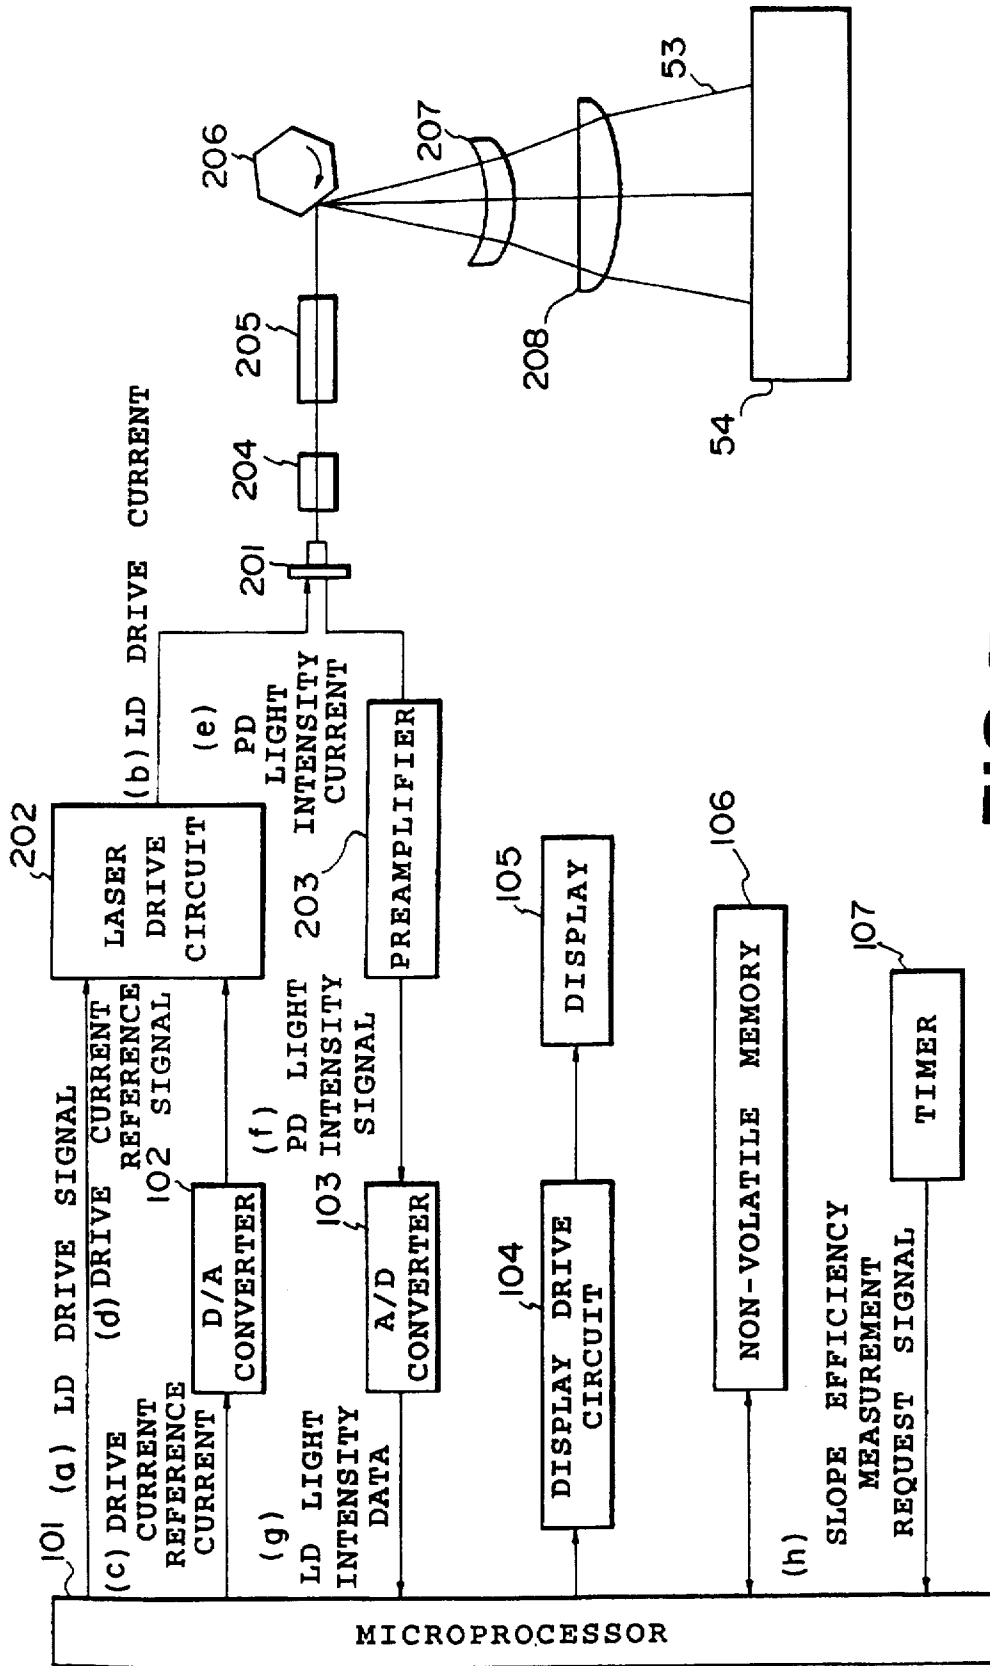 101
(a) LD DRIVE SIGNAL
202
(b) LD DRIVE CURRENT
LASER
DRIVE
CIRCUIT
(c) DRIVE
CURRENT
REFERENCE
CURRENT
(d) DRIVE CURRENT
REFERENCE
SIGNAL
102
D/A
CONVERTER
(e)
PD
LIGHT
INTENSITY
CURRENT
201
204
205
206
207
208
53
54
(f)
PD LIGHT
INTENSITY
SIGNAL
203
PREAMPLIFIER
103
A/D
CONVERTER
(g)
LD LIGHT
INTENSITY
DATA
104
DISPLAY DRIVE
CIRCUIT
105
DISPLAY
106
NON-VOLATILE MEMORY
107
TIMER
(h)
SLOPE EFFICIENCY
MEASUREMENT
REQUEST SIGNAL
MICROPROCESSOR